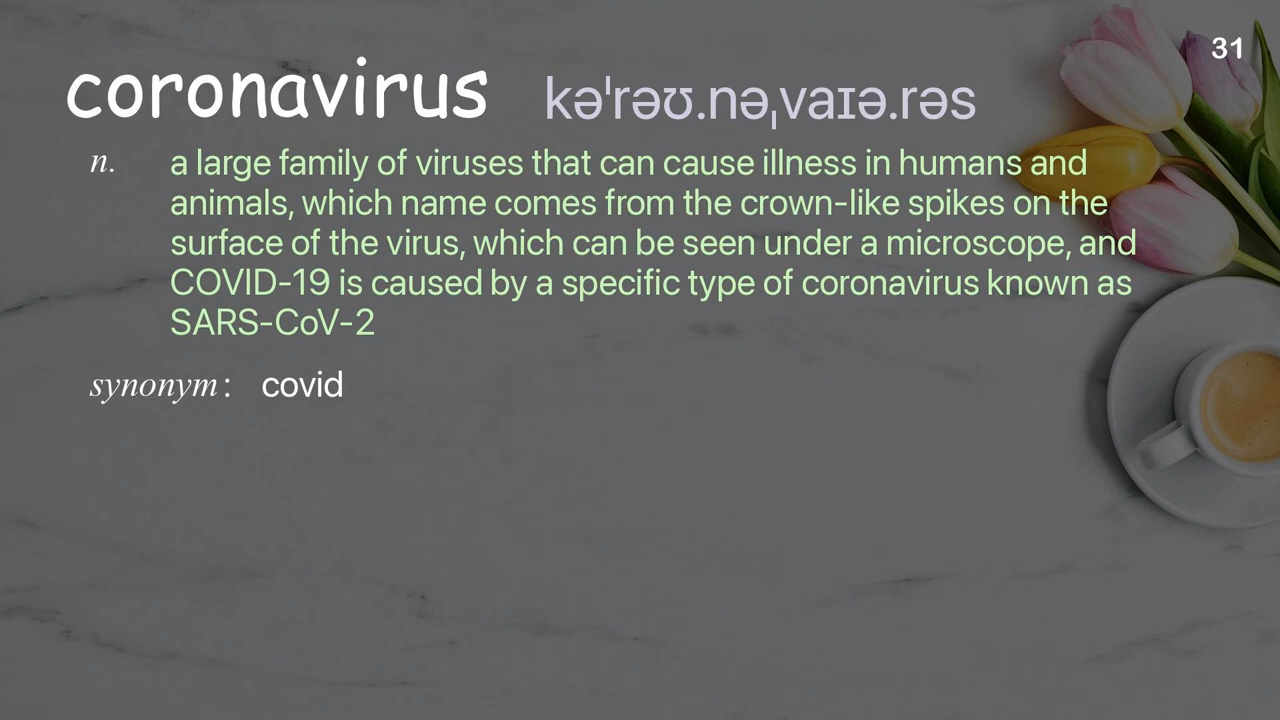 31
coronavirus kəˈrəʊ.nəˌvaɪə.rəs
n. a large family of viruses that can cause illness in humans and
animals, which name comes from the crown-like spikes on the
surface of the virus, which can be seen under a microscope, and
COVID-19 is caused by a specific type of coronavirus known as
SARS-CoV-2
synonym: covid